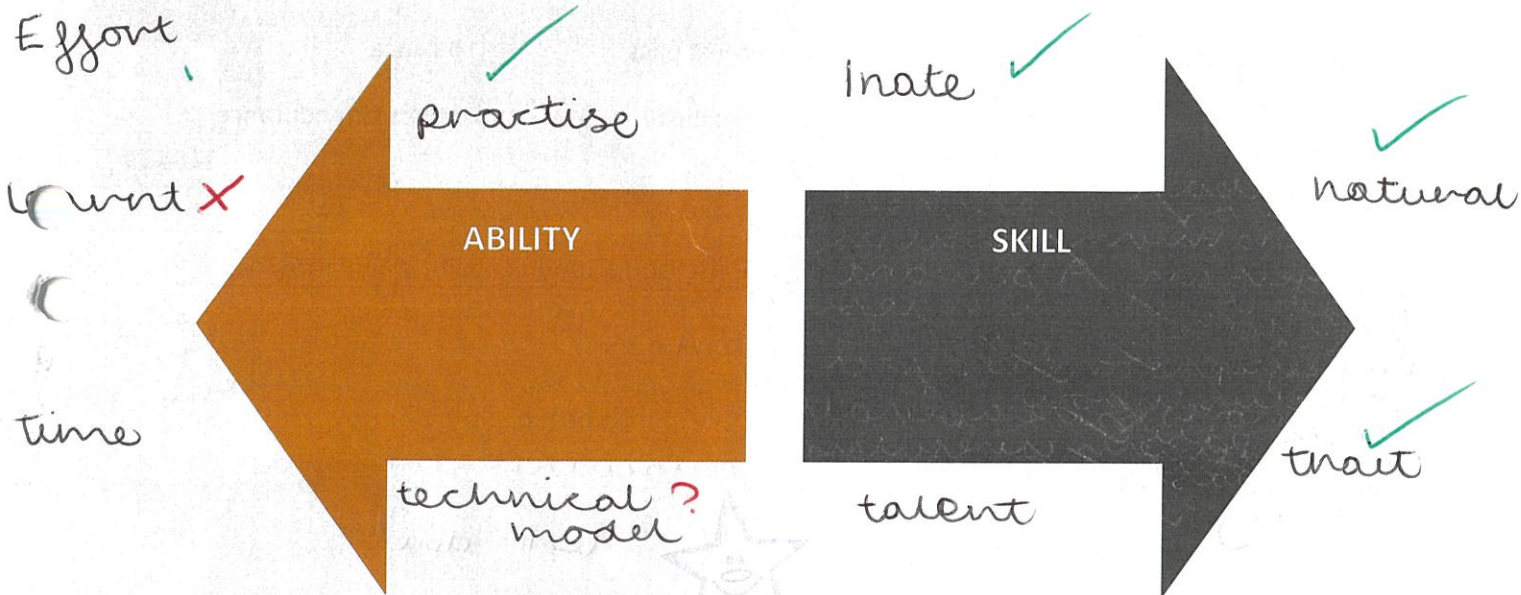 Effort
practise
Inate
natural
ABILITY
SKILL
time
trait
technical ?
model
talent